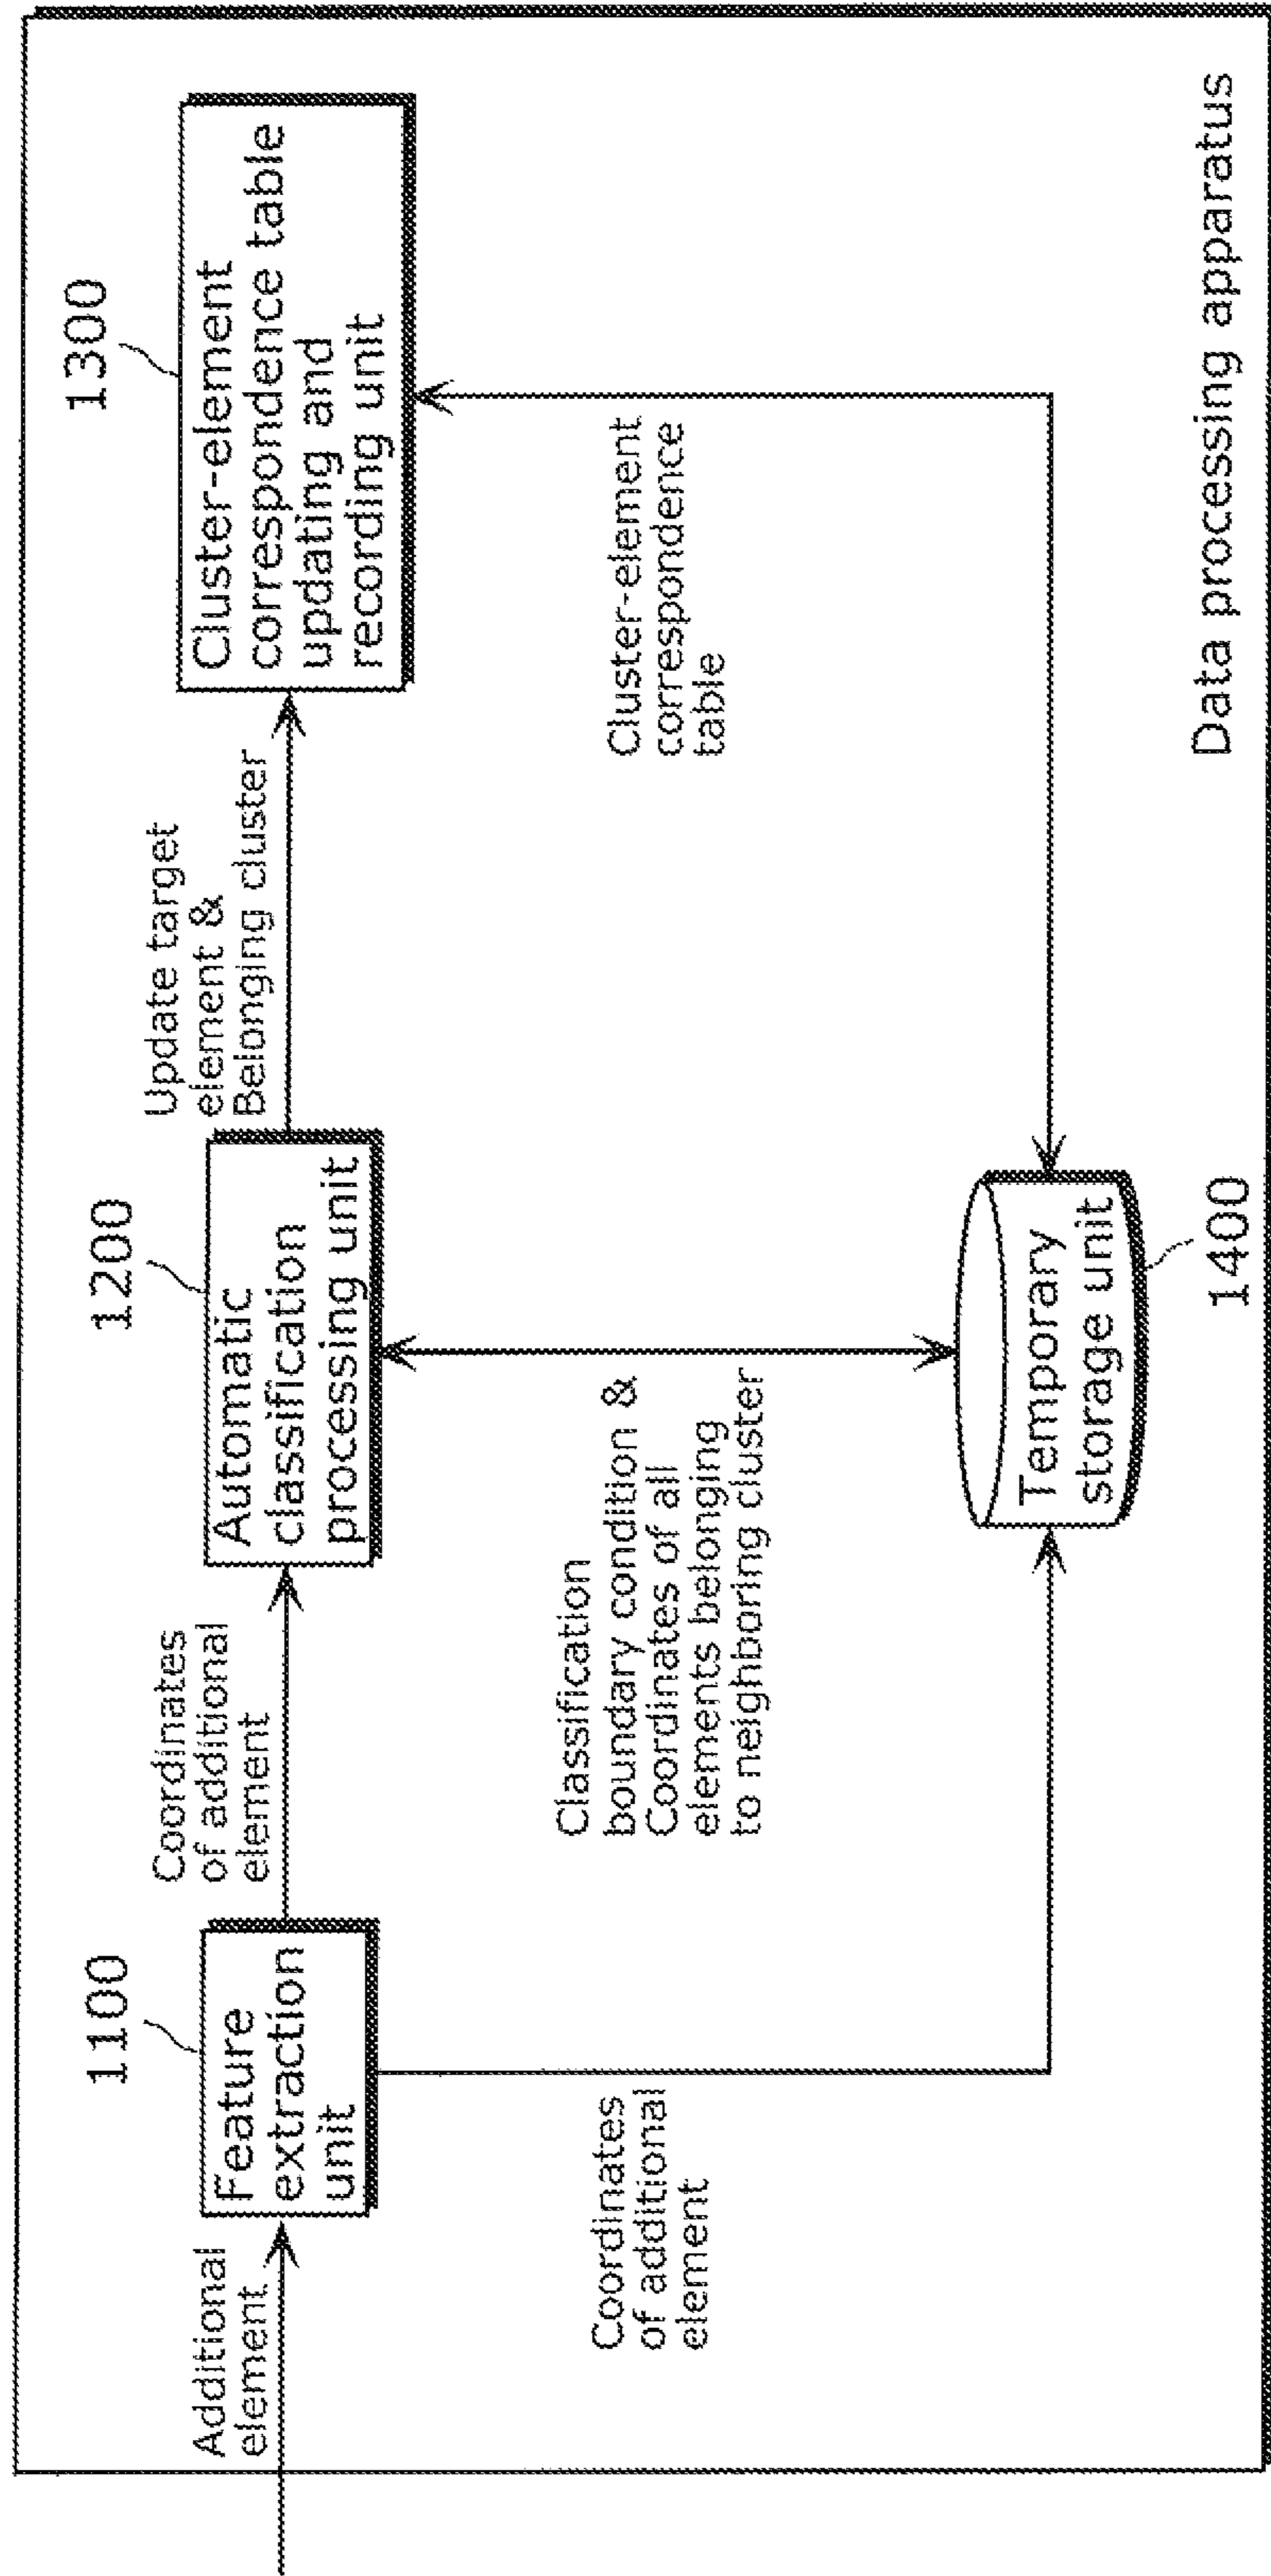 1100
1200
1300
Additional
element
Feature
extraction
unit
Coordinates
of additional
element
Automatic
classification
processing unit
Update target
element &
Belonging cluster
Cluster-element
correspondence table
updating and
recording unit
Coordinates
of additional
element
Classification
boundary condition &
Coordinates of all
elements belonging
to neighboring cluster
Cluster-element
correspondence
table
Temporary
storage unit
1400
Data processing apparatus